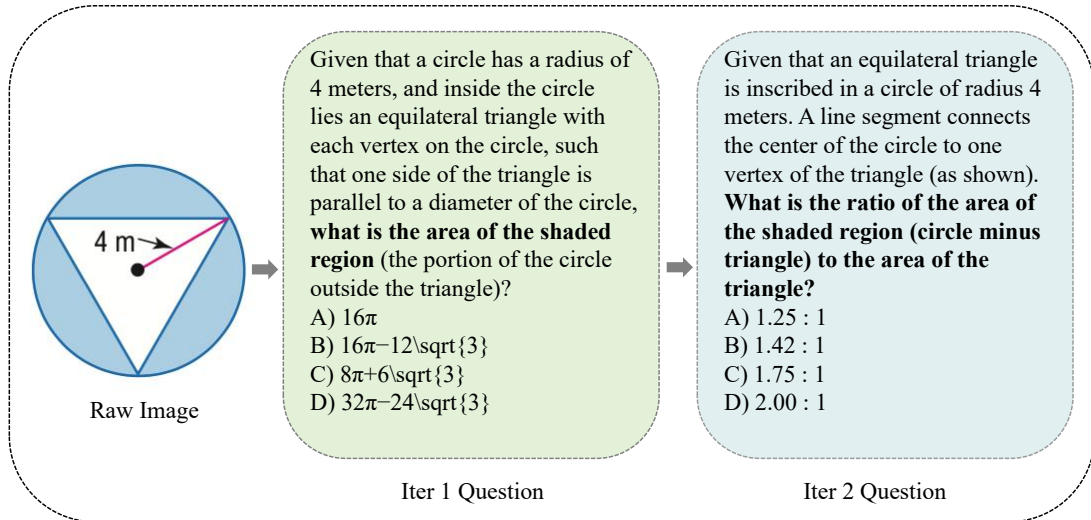 4 m
Raw Image
Given that a circle has a radius of
4 meters, and inside the circle
lies an equilateral triangle with
each vertex on the circle, such
that one side of the triangle is
parallel to a diameter of the circle,
what is the area of the shaded
region (the portion of the circle
outside the triangle)?
A) 16π
B) 16π−12\sqrt{3}
C) 8π+6\sqrt{3}
D) 32π−24\sqrt{3}
Iter 1 Question
Given that an equilateral triangle
is inscribed in a circle of radius 4
meters. A line segment connects
the center of the circle to one
vertex of the triangle (as shown).
What is the ratio of the area of
the shaded region (circle minus
triangle) to the area of the
triangle?
A) 1.25 : 1
B) 1.42 : 1
C) 1.75 : 1
D) 2.00 : 1
Iter 2 Question